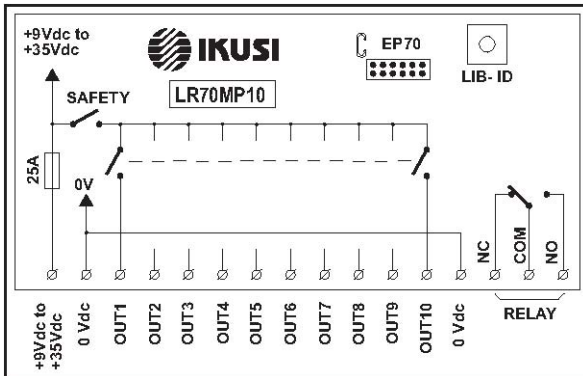 +9Vdc to
+35Vdc
IKUSI
EP70
LIB- ID
SAFETY
LR70MP10
25A
0V
NC
COM
NO
+9Vdc to
+35Vdc
0 Vdc
OUT1
OUT2
OUT3
OUT4
OUT5
OUT6
OUT7
OUT8
OUT9
OUT10
0 Vdc
RELAY